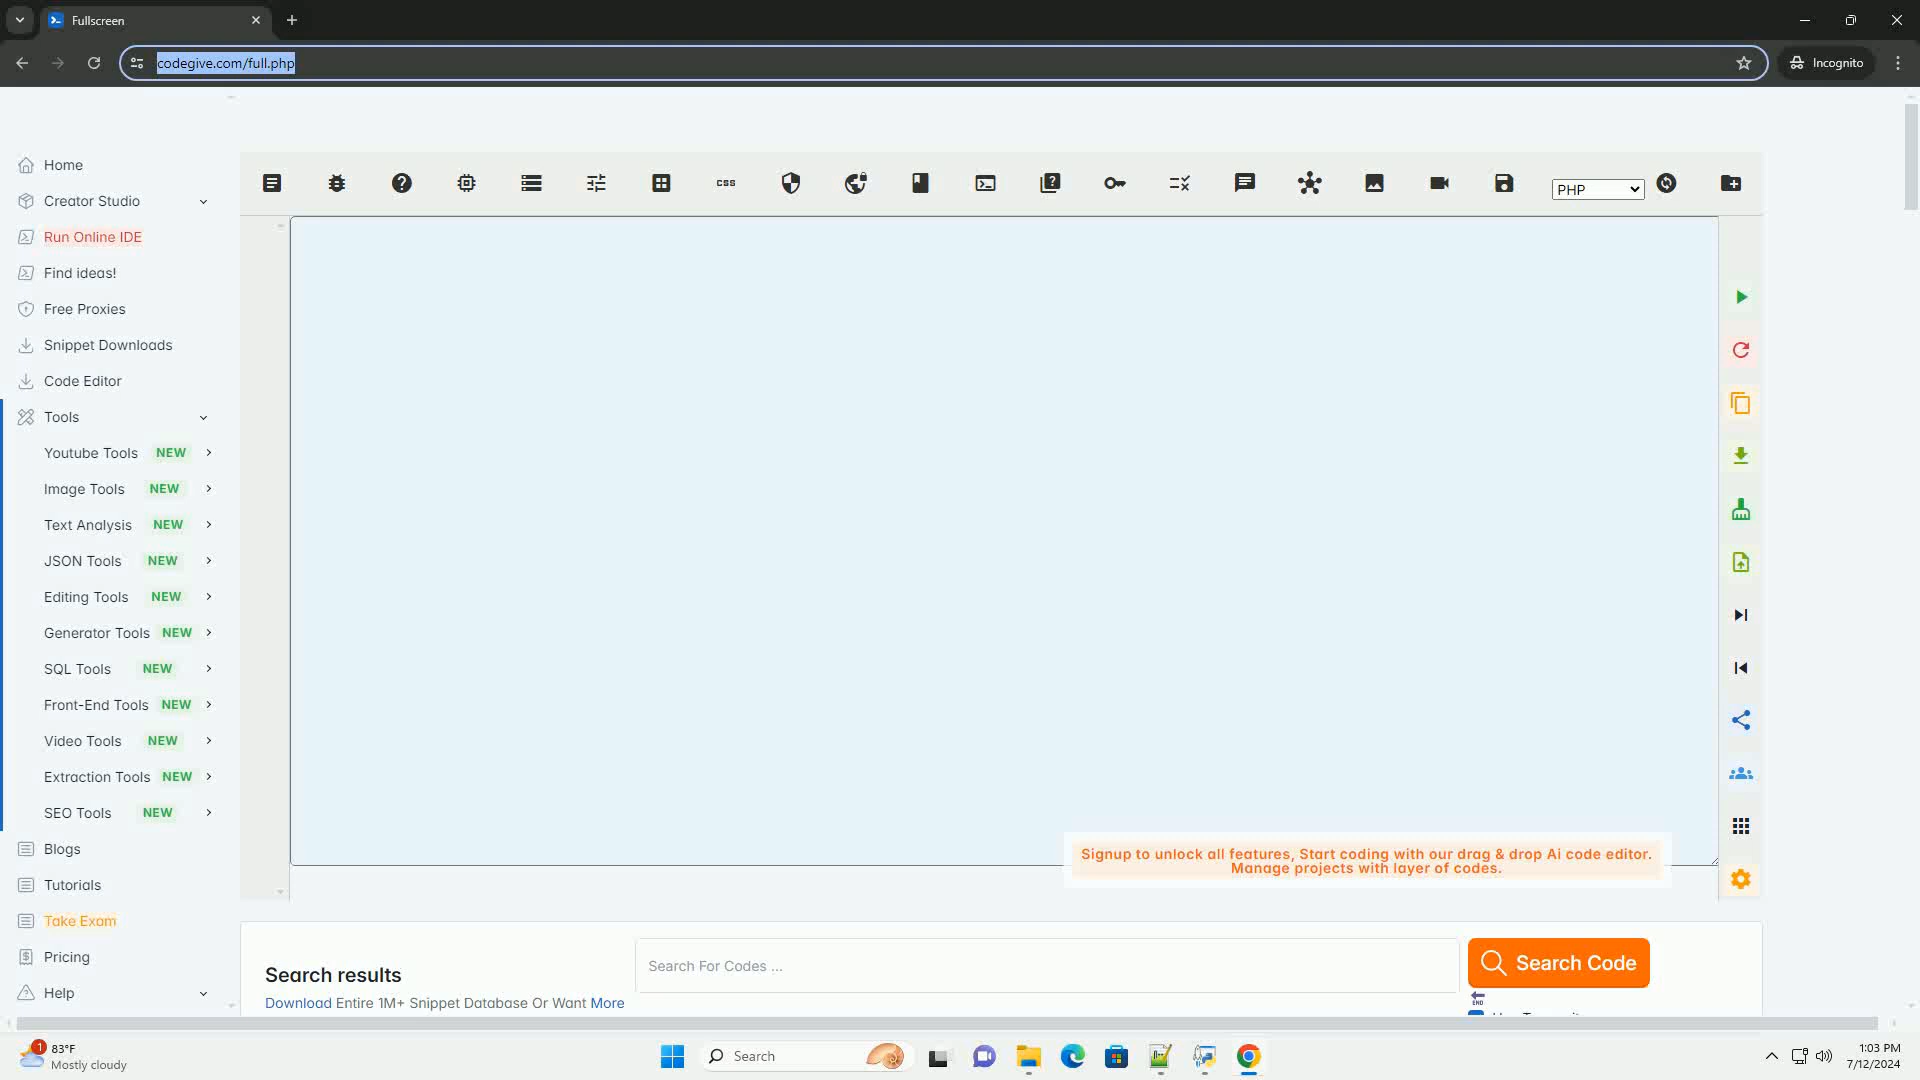 Fullscreen
codegive.com/full.php
Incognito
Home
Creator Studio
Run Online IDE
Find ideas!
Free Proxies
Snippet Downloads
Code Editor
Tools
Youtube Tools NEW
Image Tools NEW
Text Analysis NEW
JSON Tools NEW
Editing Tools NEW
Generator Tools NEW
SQL Tools NEW
Front-End Tools NEW
Video Tools NEW
Extraction Tools NEW
SEO Tools NEW
Blogs
Tutorials
Take Exam
Pricing
Help
CSS
PHP
Signup to unlock all features, Start coding with our drag & drop Ai code editor.
Manage projects with layer of codes.
Search results
Download Entire 1M+ Snippet Database Or Want More
Search For Codes ...
Search Code
END
1
83°F
Mostly cloudy
Search
1:03 PM
7/12/2024